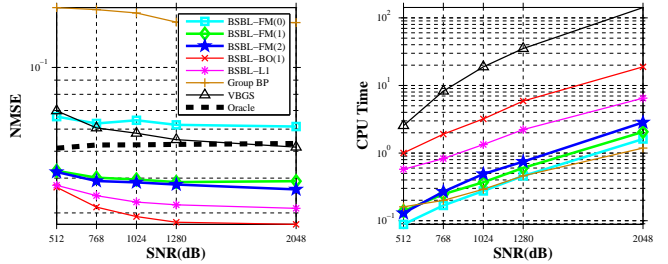 NMSE
10⁻¹
BSBL−FM(0)
BSBL−FM(1)
BSBL−FM(2)
BSBL−BO(1)
BSBL−L1
Group BP
VBGS
Oracle
512 768 1024 1280 2048
SNR(dB)
CPU Time
10²
10¹
10⁰
10⁻¹
512 768 1024 1280 2048
SNR(dB)